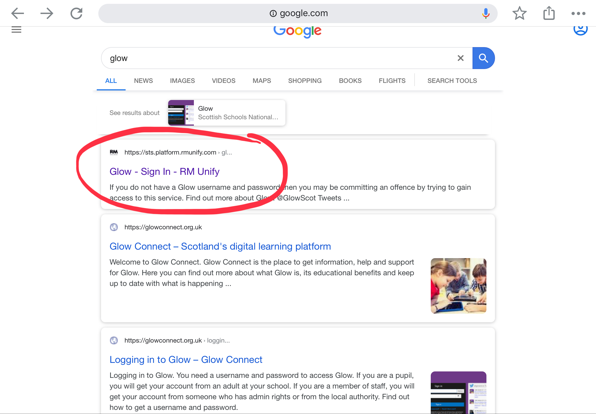 google.com
Google
glow
ALL NEWS IMAGES VIDEOS MAPS SHOPPING BOOKS FLIGHTS SEARCH TOOLS
See results about
Glow
Scottish Schools National...
https://sts.platform.rmunify.com › gl...
Glow - Sign In - RM Unify
If you do not have a Glow username and password then you may be committing an offence by trying to gain
access to this service. Find out more about Glow @GlowScot Tweets ...
https://glowconnect.org.uk
Glow Connect – Scotland's digital learning platform
Welcome to Glow Connect. Glow Connect is the place to get information, help and support
for Glow. Here you can find out more about what Glow is, its educational benefits and keep
up to date with what is happening ...
https://glowconnect.org.uk › loggin...
Logging in to Glow – Glow Connect
Logging in to Glow. You need a username and password to access Glow. If you are a pupil,
you will get your account from an adult at your school. If you are a member of staff, you will
get your account from someone who has admin rights or from the local authority. Find out
how to get a username and password.